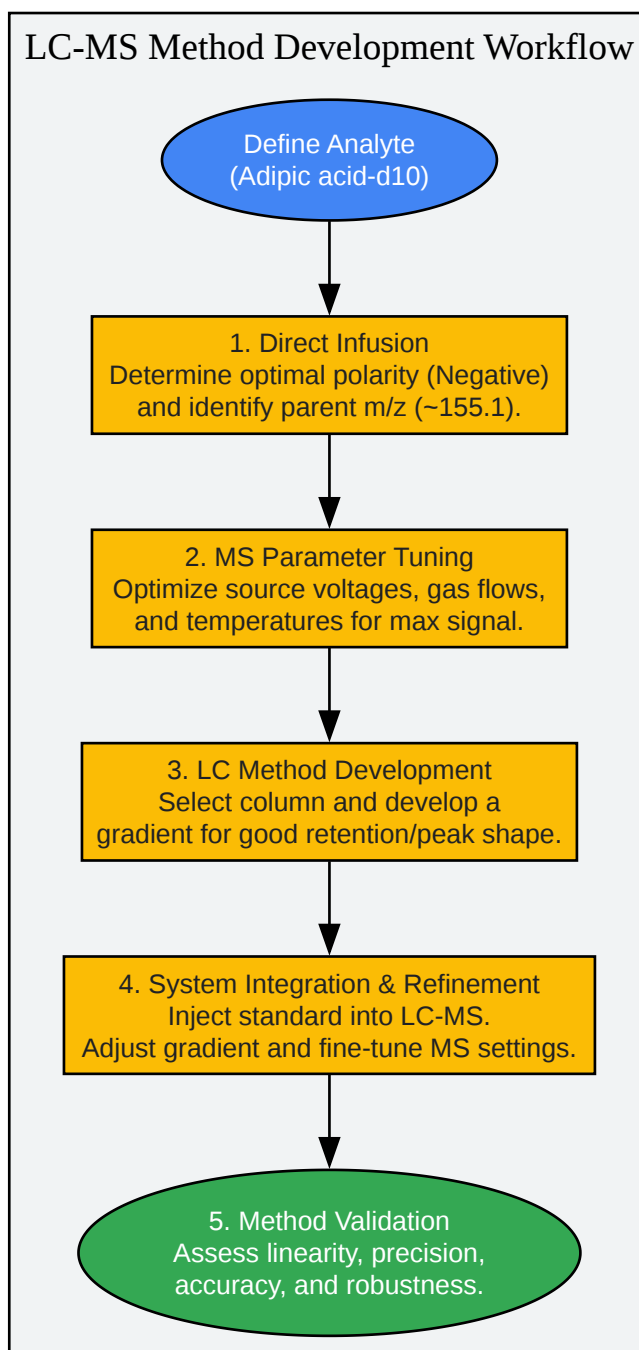 LC-MS Method Development Workflow
Define Analyte
(Adipic acid-d10)
1. Direct Infusion
Determine optimal polarity (Negative)
and identify parent m/z (~155.1).
2. MS Parameter Tuning
Optimize source voltages, gas flows,
and temperatures for max signal.
3. LC Method Development
Select column and develop a
gradient for good retention/peak shape.
4. System Integration & Refinement
Inject standard into LC-MS.
Adjust gradient and fine-tune MS settings.
5. Method Validation
Assess linearity, precision,
accuracy, and robustness.